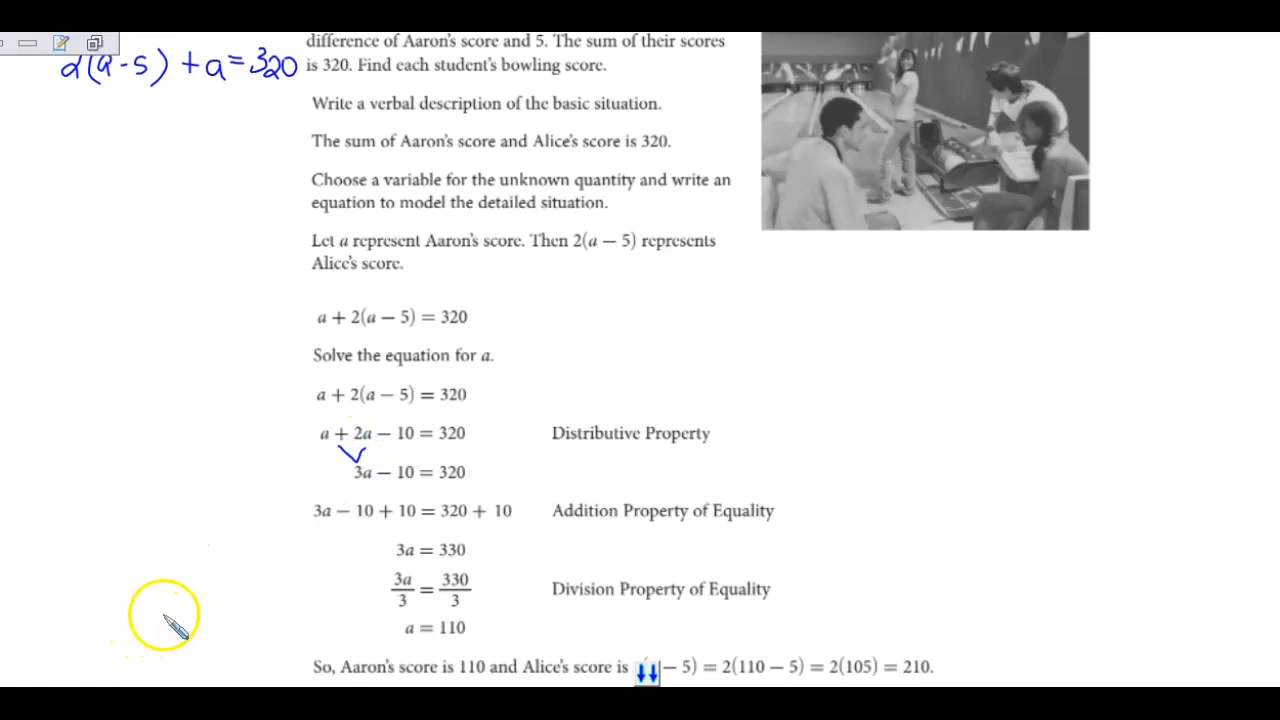 2(a-5) + a = 320
difference of Aaron's score and 5. The sum of their scores
is 320. Find each student's bowling score.
Write a verbal description of the basic situation.
The sum of Aaron's score and Alice's score is 320.
Choose a variable for the unknown quantity and write an
equation to model the detailed situation.
Let a represent Aaron's score. Then 2(a − 5) represents
Alice's score.
a + 2(a − 5) = 320
Solve the equation for a.
a + 2(a − 5) = 320
a + 2a − 10 = 320 Distributive Property
3a − 10 = 320
3a − 10 + 10 = 320 + 10 Addition Property of Equality
3a = 330
3a/3 = 330/3 Division Property of Equality
a = 110
So, Aaron's score is 110 and Alice's score is − 5) = 2(110 − 5) = 2(105) = 210.